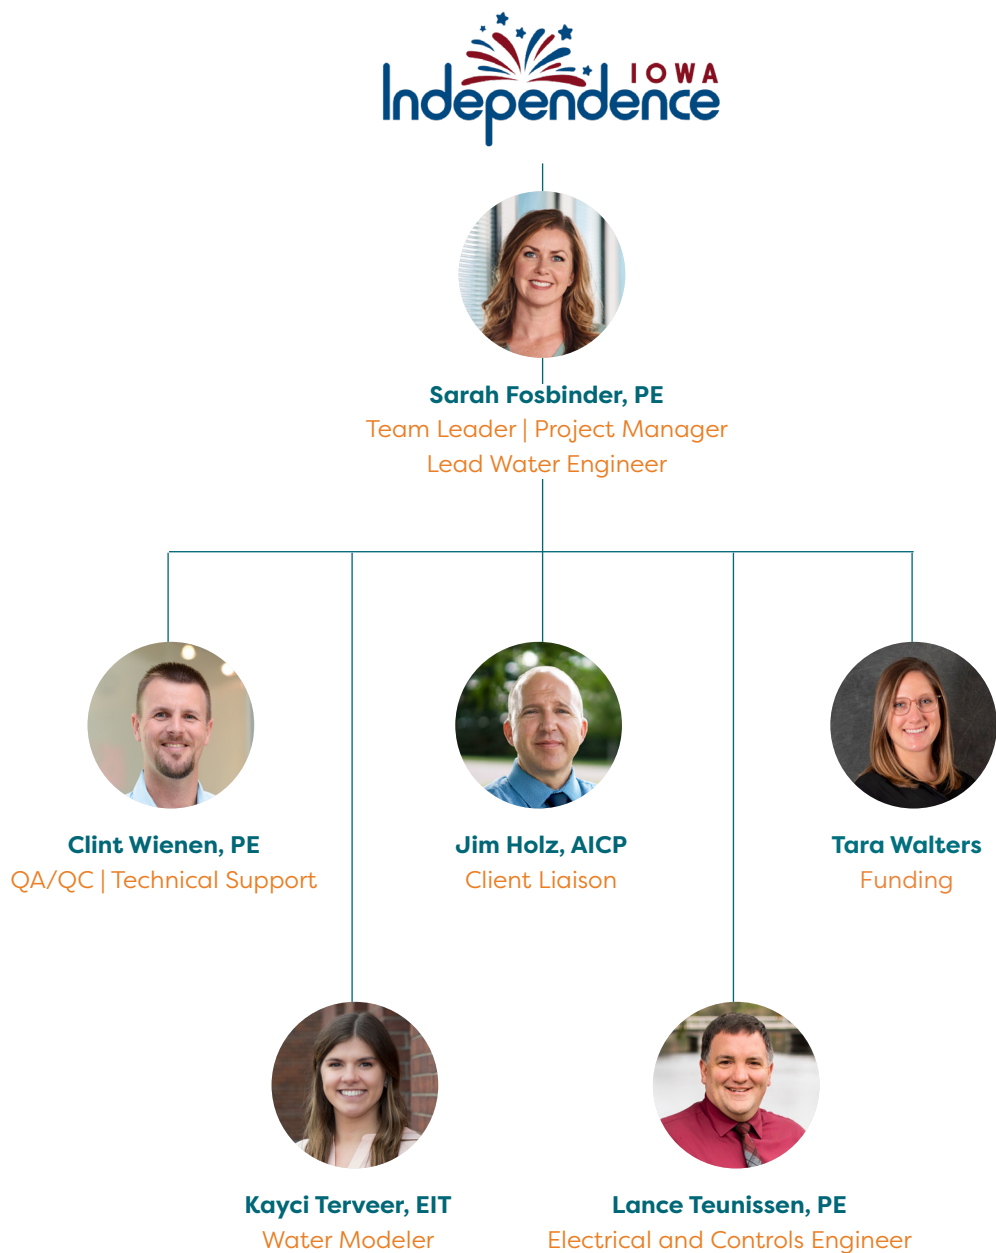 IOWA
Independence
Sarah Fosbinder, PE
Team Leader | Project Manager
Lead Water Engineer
Clint Wienen, PE
QA/QC | Technical Support
Jim Holz, AICP
Client Liaison
Tara Walters
Funding
Kayci Terveer, EIT
Water Modeler
Lance Teunissen, PE
Electrical and Controls Engineer